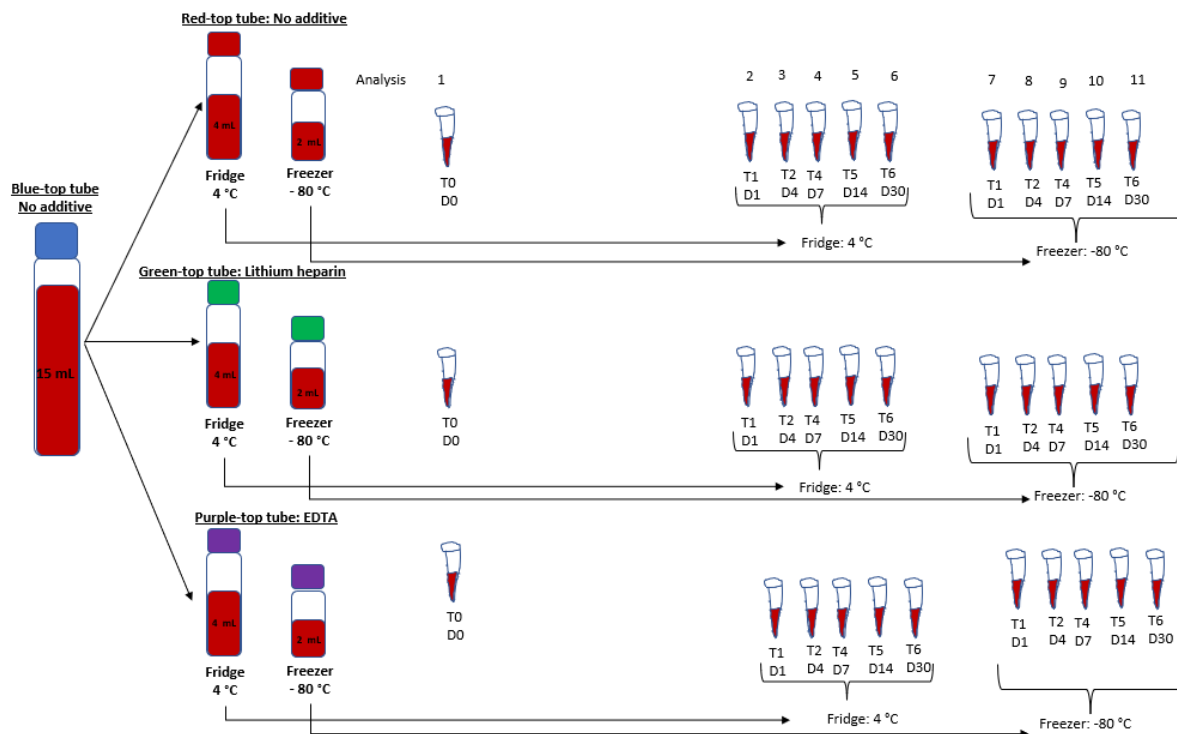 Red-top tube: No additive
Analysis 1 2 3 4 5 6 7 8 9 10 11
4 mL
2 mL
Fridge
4 °C
Freezer
- 80 °C
T0
D0
T1 T2 T4 T5 T6
D1 D4 D7 D14 D30
Fridge: 4 °C
T1 T2 T4 T5 T6
D1 D4 D7 D14 D30
Freezer: -80 °C
Blue-top tube
No additive
15 mL
Green-top tube: Lithium heparin
4 mL
2 mL
Fridge
4 °C
Freezer
- 80 °C
T0
D0
T1 T2 T4 T5 T6
D1 D4 D7 D14 D30
Fridge: 4 °C
T1 T2 T4 T5 T6
D1 D4 D7 D14 D30
Freezer: -80 °C
Purple-top tube: EDTA
4 mL
2 mL
Fridge
4 °C
Freezer
- 80 °C
T0
D0
T1 T2 T4 T5 T6
D1 D4 D7 D14 D30
Fridge: 4 °C
T1 T2 T4 T5 T6
D1 D4 D7 D14 D30
Freezer: -80 °C